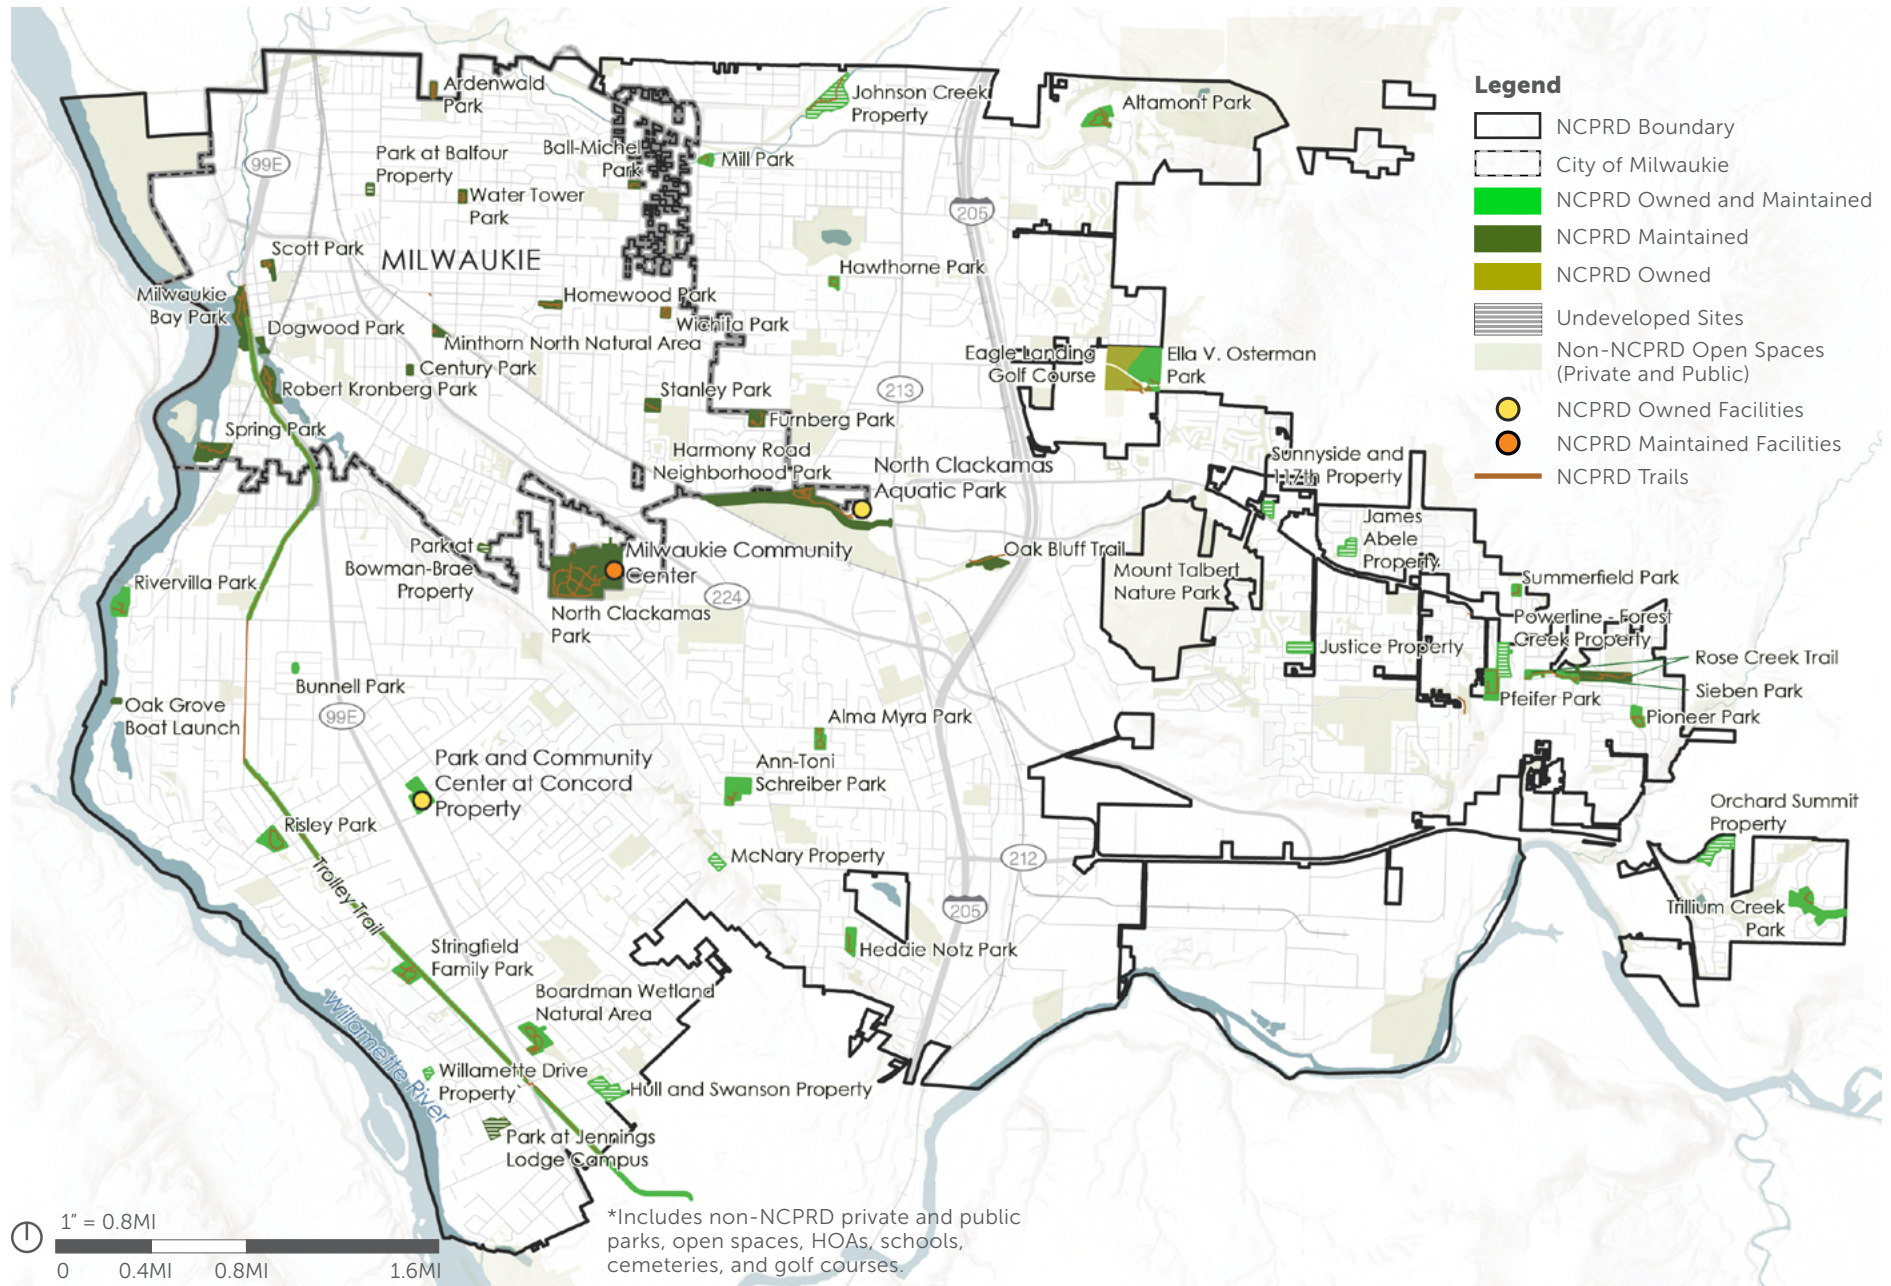 Ardenwald
Park
Johnson Creek
Property
Altamont Park
Legend
NCPRD Boundary
City of Milwaukie
NCPRD Owned and Maintained
NCPRD Maintained
NCPRD Owned
Undeveloped Sites
Non-NCPRD Open Spaces
(Private and Public)
NCPRD Owned Facilities
NCPRD Maintained Facilities
NCPRD Trails
99E
Park at Balfour
Property
Ball-Michel
Park
Mill Park
Water Tower
Park
205
Scott Park
MILWAUKIE
Hawthorne Park
Milwaukie
Bay Park
Homewood Park
Wichita Park
Dogwood Park
Minthorn North Natural Area
Century Park
Eagle Landing
Golf Course
Ella V. Osterman
Park
Robert Kronberg Park
Stanley Park
213
Furnberg Park
Spring Park
Harmony Road
Neighborhood Park
North Clackamas
Aquatic Park
Sunnyside and
117th Property
James
Abele
Property
Park at
Bowman-Brae
Property
Milwaukie Community
Center
Oak Bluff Trail
Mount Talbert
Nature Park
Rivervilla Park
224
North Clackamas
Park
Summerfield Park
Powerline - Forest
Creek Property
Justice Property
Rose Creek Trail
Sieben Park
Pfeifer Park
Pioneer Park
Bunnell Park
Oak Grove
Boat Launch
99E
Alma Myra Park
Park and Community
Center at Concord
Property
Ann-Toni
Schreiber Park
Orchard Summit
Property
Risley Park
McNary Property
212
Trolley Trail
205
Trillium Creek
Park
Stringfield
Family Park
Heddie Notz Park
Boardman Wetland
Natural Area
Willamette River
Willamette Drive
Property
Hull and Swanson Property
Park at Jennings
Lodge Campus
1" = 0.8MI
0 0.4MI 0.8MI 1.6MI
*Includes non-NCPRD private and public
parks, open spaces, HOAs, schools,
cemeteries, and golf courses.